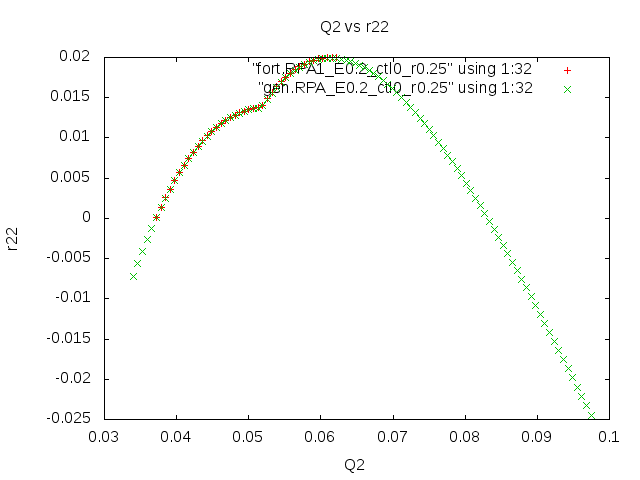 Q2 vs r22
"fort.RPA1_E0.2_ctl0_r0.25" using 1:32
"gen.RPA_E0.2_ctl0_r0.25" using 1:32
0.02
0.015
0.01
0.005
0
-0.005
-0.01
-0.015
-0.02
-0.025
r22
0.03 0.04 0.05 0.06 0.07 0.08 0.09 0.1
Q2